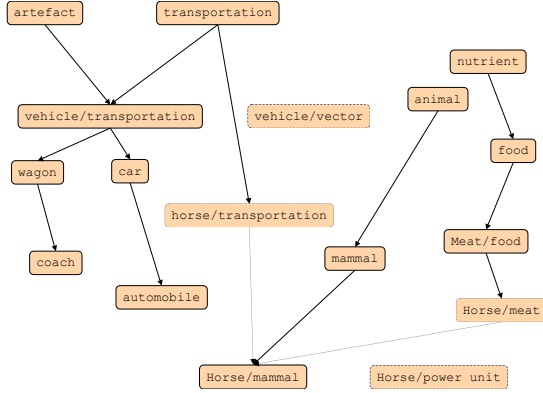 artefact
transportation
nutrient
animal
vehicle/transportation
vehicle/vector
food
wagon
car
horse/transportation
Meat/food
coach
mammal
automobile
Horse/meat
Horse/mammal
Horse/power unit